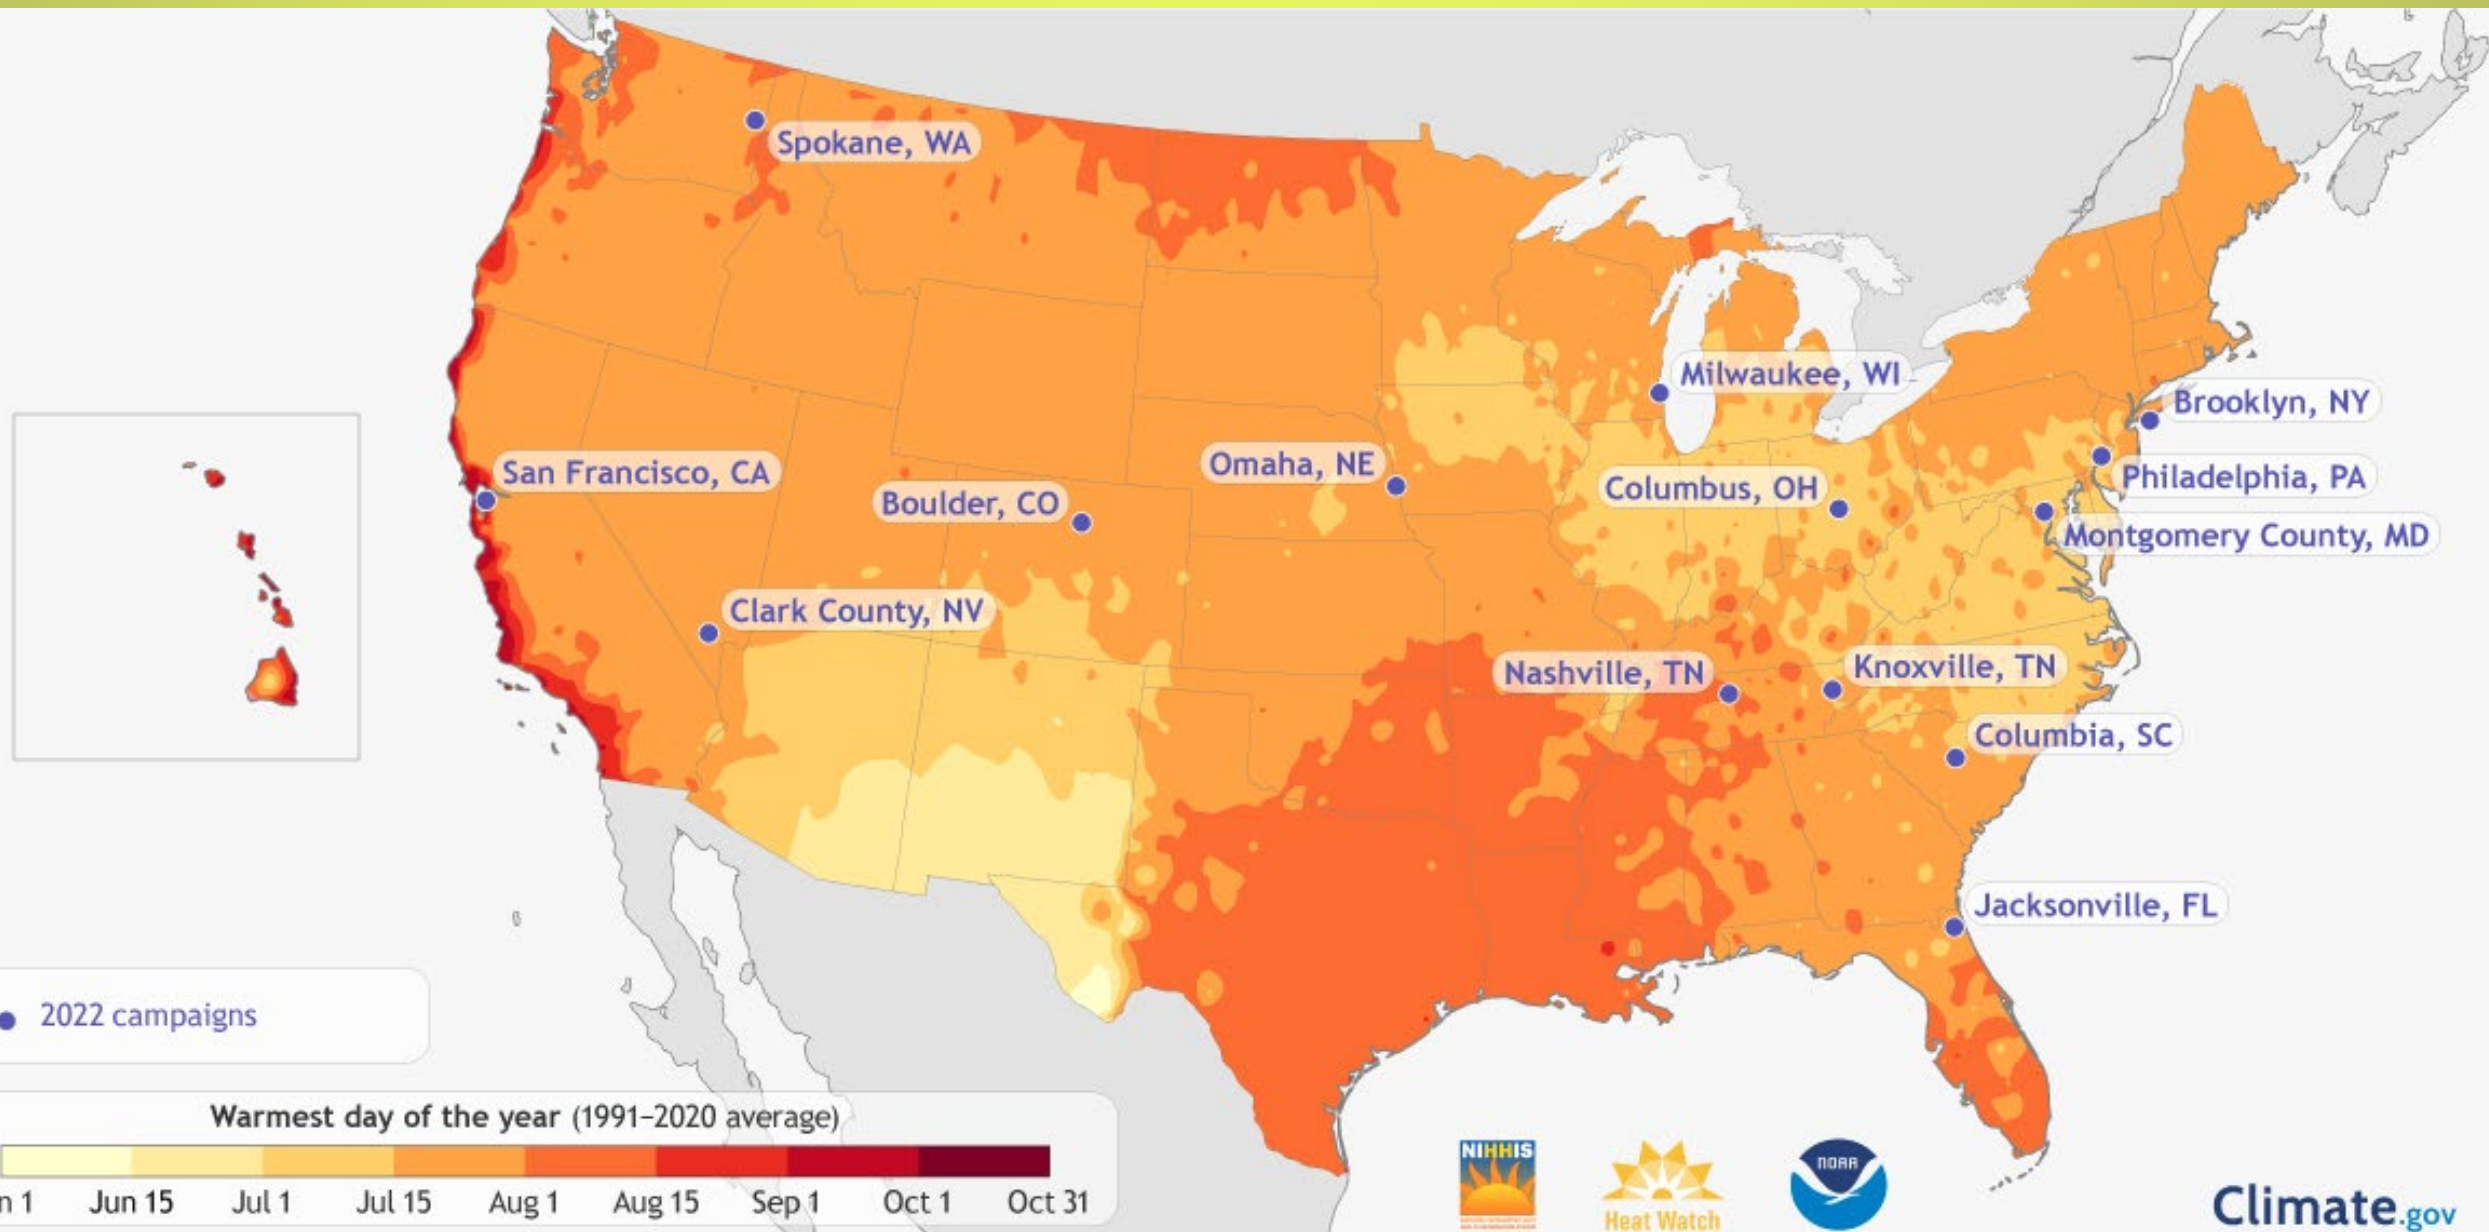 Spokane, WA
Milwaukee, WI
Brooklyn, NY
San Francisco, CA
Omaha, NE
Boulder, CO
Columbus, OH
Philadelphia, PA
Montgomery County, MD
Clark County, NV
Nashville, TN
Knoxville, TN
Columbia, SC
Jacksonville, FL
2022 campaigns
Warmest day of the year (1991–2020 average)
n 1 Jun 15 Jul 1 Jul 15 Aug 1 Aug 15 Sep 1 Oct 1 Oct 31
NIHHIS
Heat Watch
NOAA
Climate.gov